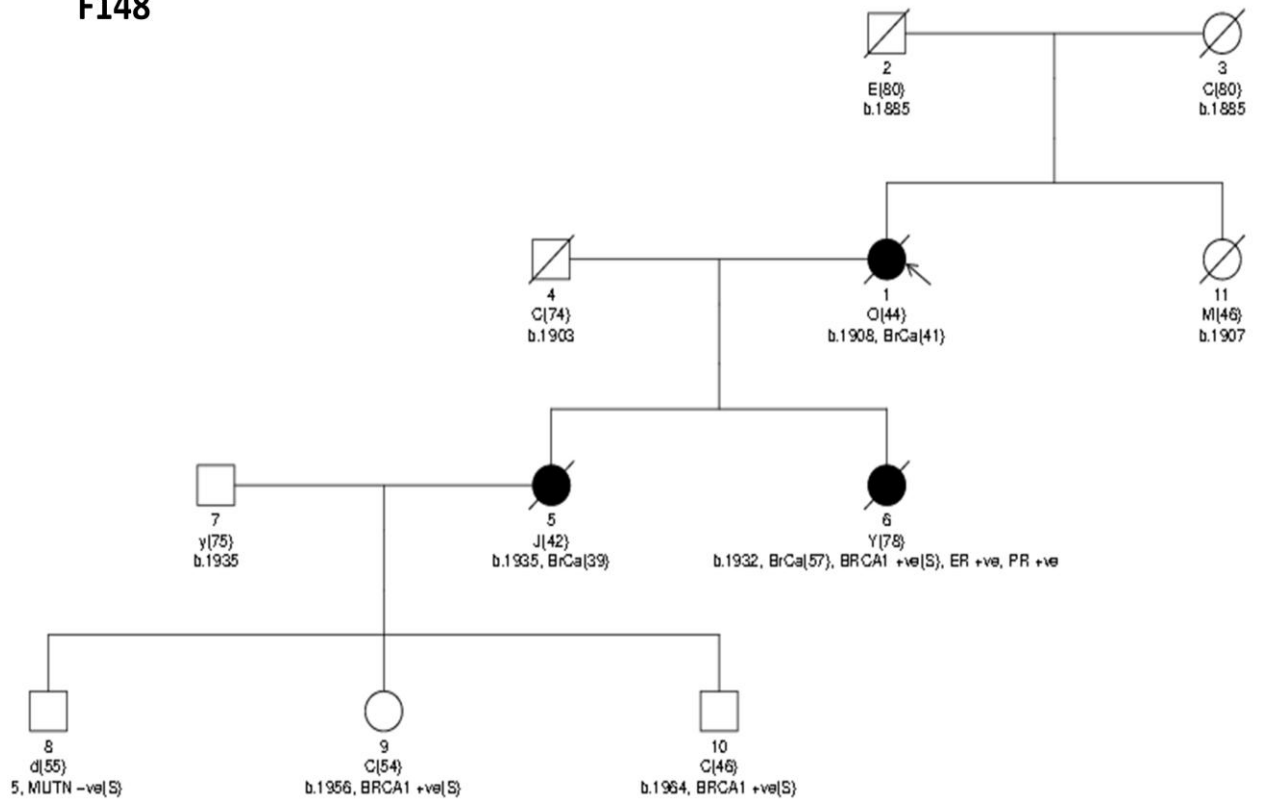 F148
2 3
E(80) C(80)
b.1885 b.1885
4 1 11
C(74) O(44) M(46)
b.1903 b.1908, BrCa(41) b.1907
7 5 6
y(75) J(42) Y(78)
b.1935 b.1935, BrCa(39) b.1932, BrCa(57), BRCA1 +ve(S), ER +ve, PR +ve
8 9 10
d(55) C(54) C(46)
5, MUTN -ve(S) b.1956, BRCA1 +ve(S) b.1964, BRCA1 +ve(S)